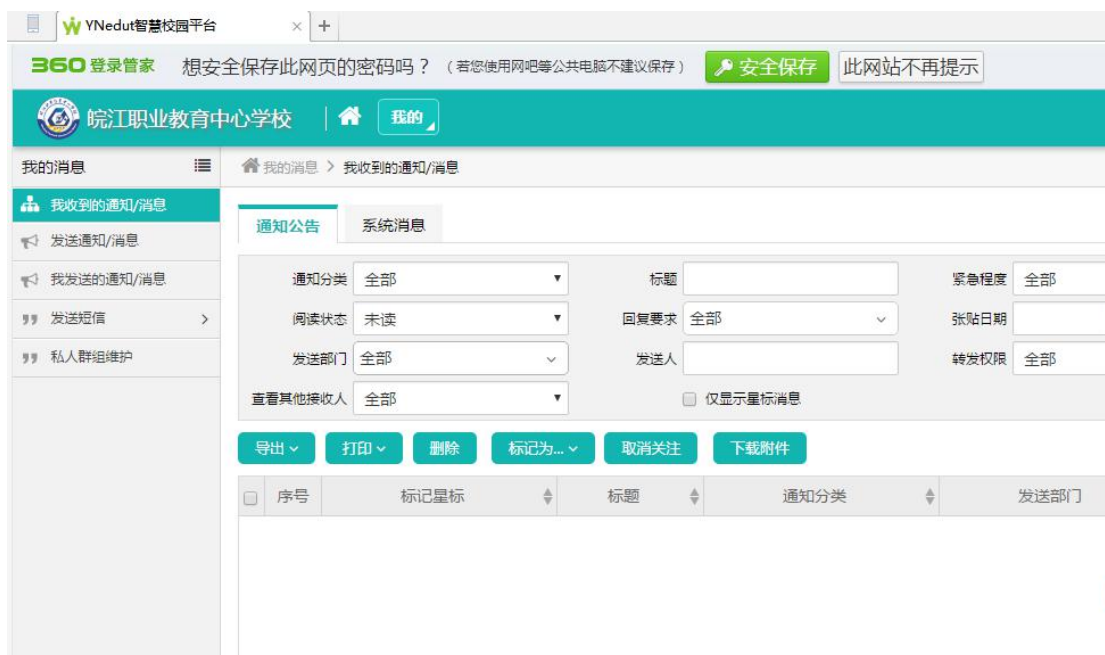 YNedut智慧校园平台
360登录管家 想安全保存此网页的密码吗？（若您使用网吧等公共电脑不建议保存） 安全保存 此网站不再提示
皖江职业教育中心学校 我的
我的消息 我的消息 > 我收到的通知/消息
我收到的通知/消息
发送通知/消息
我发送的通知/消息
发送短信
私人群组维护
通知公告 系统消息
通知分类 全部 标题 紧急程度 全部
阅读状态 未读 回复要求 全部 张贴日期
发送部门 全部 发送人 转发权限 全部
查看其他接收人 全部 仅显示星标消息
导出 打印 删除 标记为... 取消关注 下载附件
序号 标记星标 标题 通知分类 发送部门